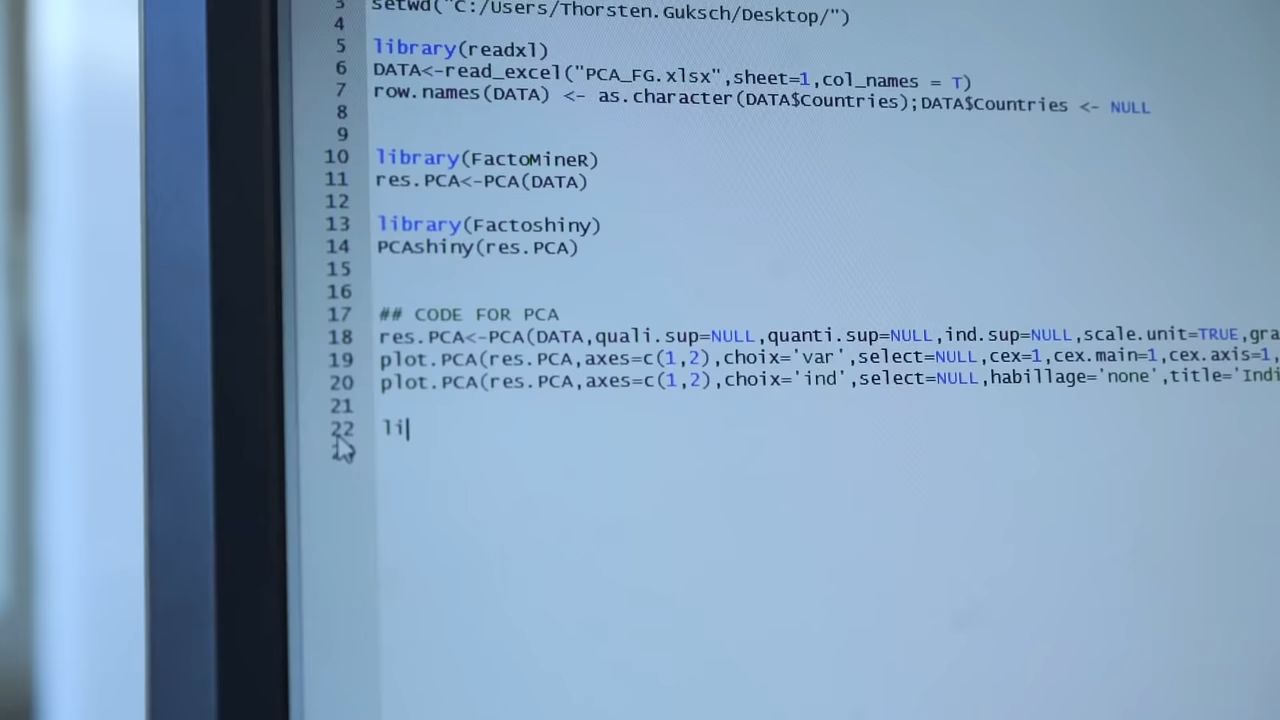 3 setwd("C:/Users/Thorsten.Guksch/Desktop/")
4
5 library(readxl)
6 DATA<-read_excel("PCA_FG.xlsx",sheet=1,col_names = T)
7 row.names(DATA) <- as.character(DATA$Countries);DATA$Countries <- NULL
8
9
10 library(FactoMineR)
11 res.PCA<-PCA(DATA)
12
13 library(Factoshiny)
14 PCAshiny(res.PCA)
15
16
17 ## CODE FOR PCA
18 res.PCA<-PCA(DATA,quali.sup=NULL,quanti.sup=NULL,ind.sup=NULL,scale.unit=TRUE,gra
19 plot.PCA(res.PCA,axes=c(1,2),choix='var',select=NULL,cex=1,cex.main=1,cex.axis=1,
20 plot.PCA(res.PCA,axes=c(1,2),choix='ind',select=NULL,habillage='none',title='Indi
21
22 li